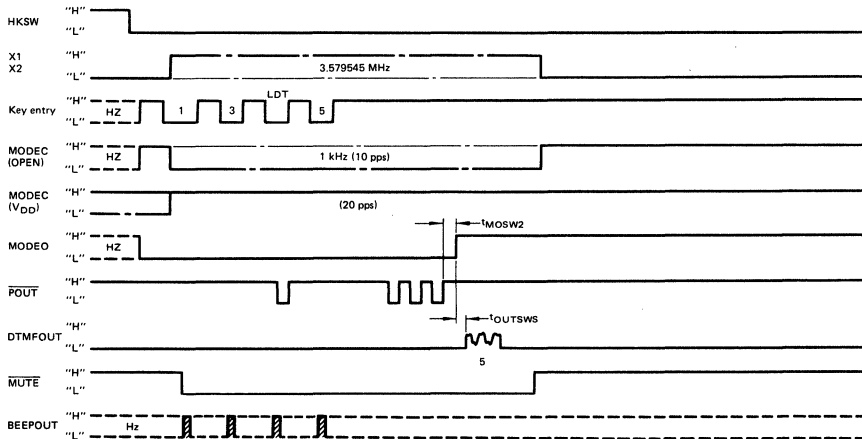 HKSW "H"
"L"
X1 "H"
X2 "L" 3.579545 MHz
LDT
Key entry "H"
"L" HZ 1 3 5
MODEC "H"
(OPEN) "L" HZ 1 kHz (10 pps)
MODEC "H"
(VDD) "L" (20 pps)
tMOSW2
MODEO "H"
"L" HZ
POUT "H"
"L"
tOUTSWS
DTMFOUT "H"
"L"
5
MUTE "H"
"L"
BEEPOUT "H"
"L" Hz